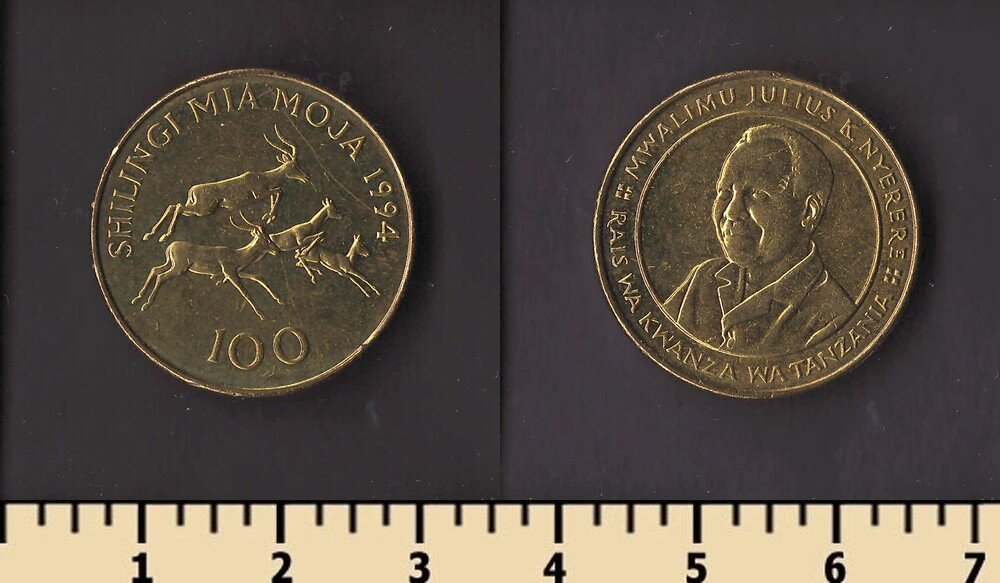 SHILINGI MIA MOJA 1994
100
MWALIMU JULIUS K. NYERERE
RAIS WA KWANZA WA TANZANIA
1 2 3 4 5 6 7